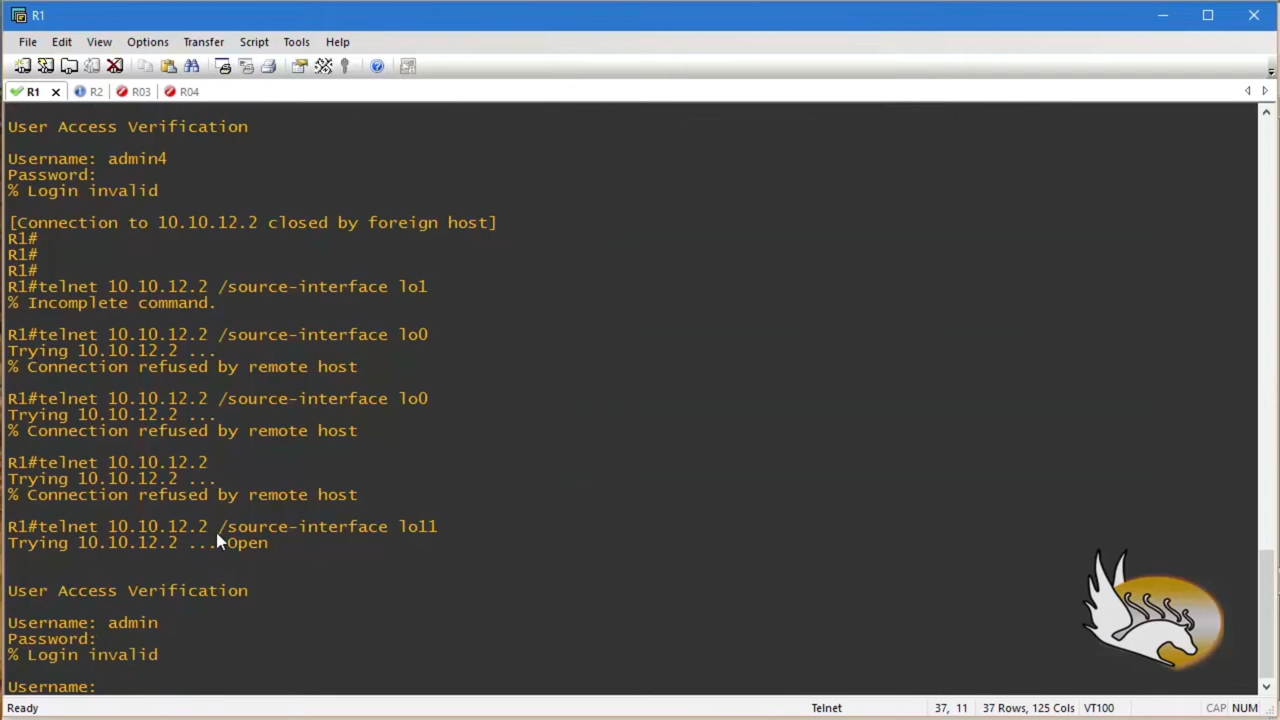 R1
File Edit View Options Transfer Script Tools Help
R1 R2 R03 R04
User Access Verification
Username: admin4
Password:
% Login invalid
[Connection to 10.10.12.2 closed by foreign host]
R1#
R1#
R1#
R1#telnet 10.10.12.2 /source-interface lo1
% Incomplete command.
R1#telnet 10.10.12.2 /source-interface lo0
Trying 10.10.12.2 ...
% Connection refused by remote host
R1#telnet 10.10.12.2 /source-interface lo0
Trying 10.10.12.2 ...
% Connection refused by remote host
R1#telnet 10.10.12.2
Trying 10.10.12.2 ...
% Connection refused by remote host
R1#telnet 10.10.12.2 /source-interface lo11
Trying 10.10.12.2 ... Open
User Access Verification
Username: admin
Password:
% Login invalid
Username:
Ready Telnet 37, 11 37 Rows, 125 Cols VT100 CAP NUM